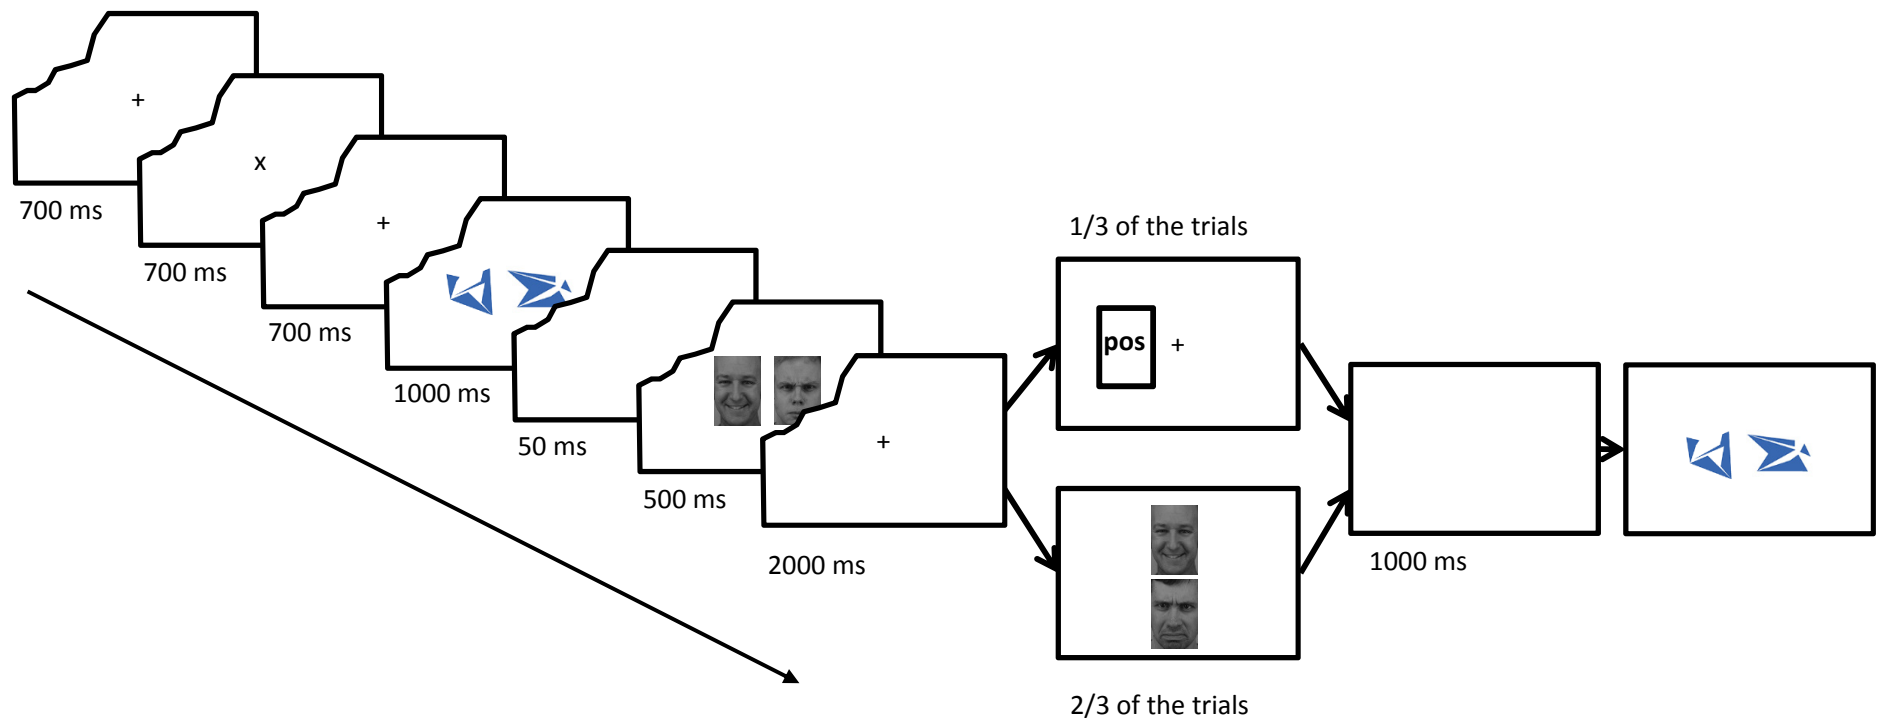 +
700 ms
x
700 ms
+
700 ms
1000 ms
50 ms
500 ms
+
2000 ms
1/3 of the trials
pos +
2/3 of the trials
1000 ms